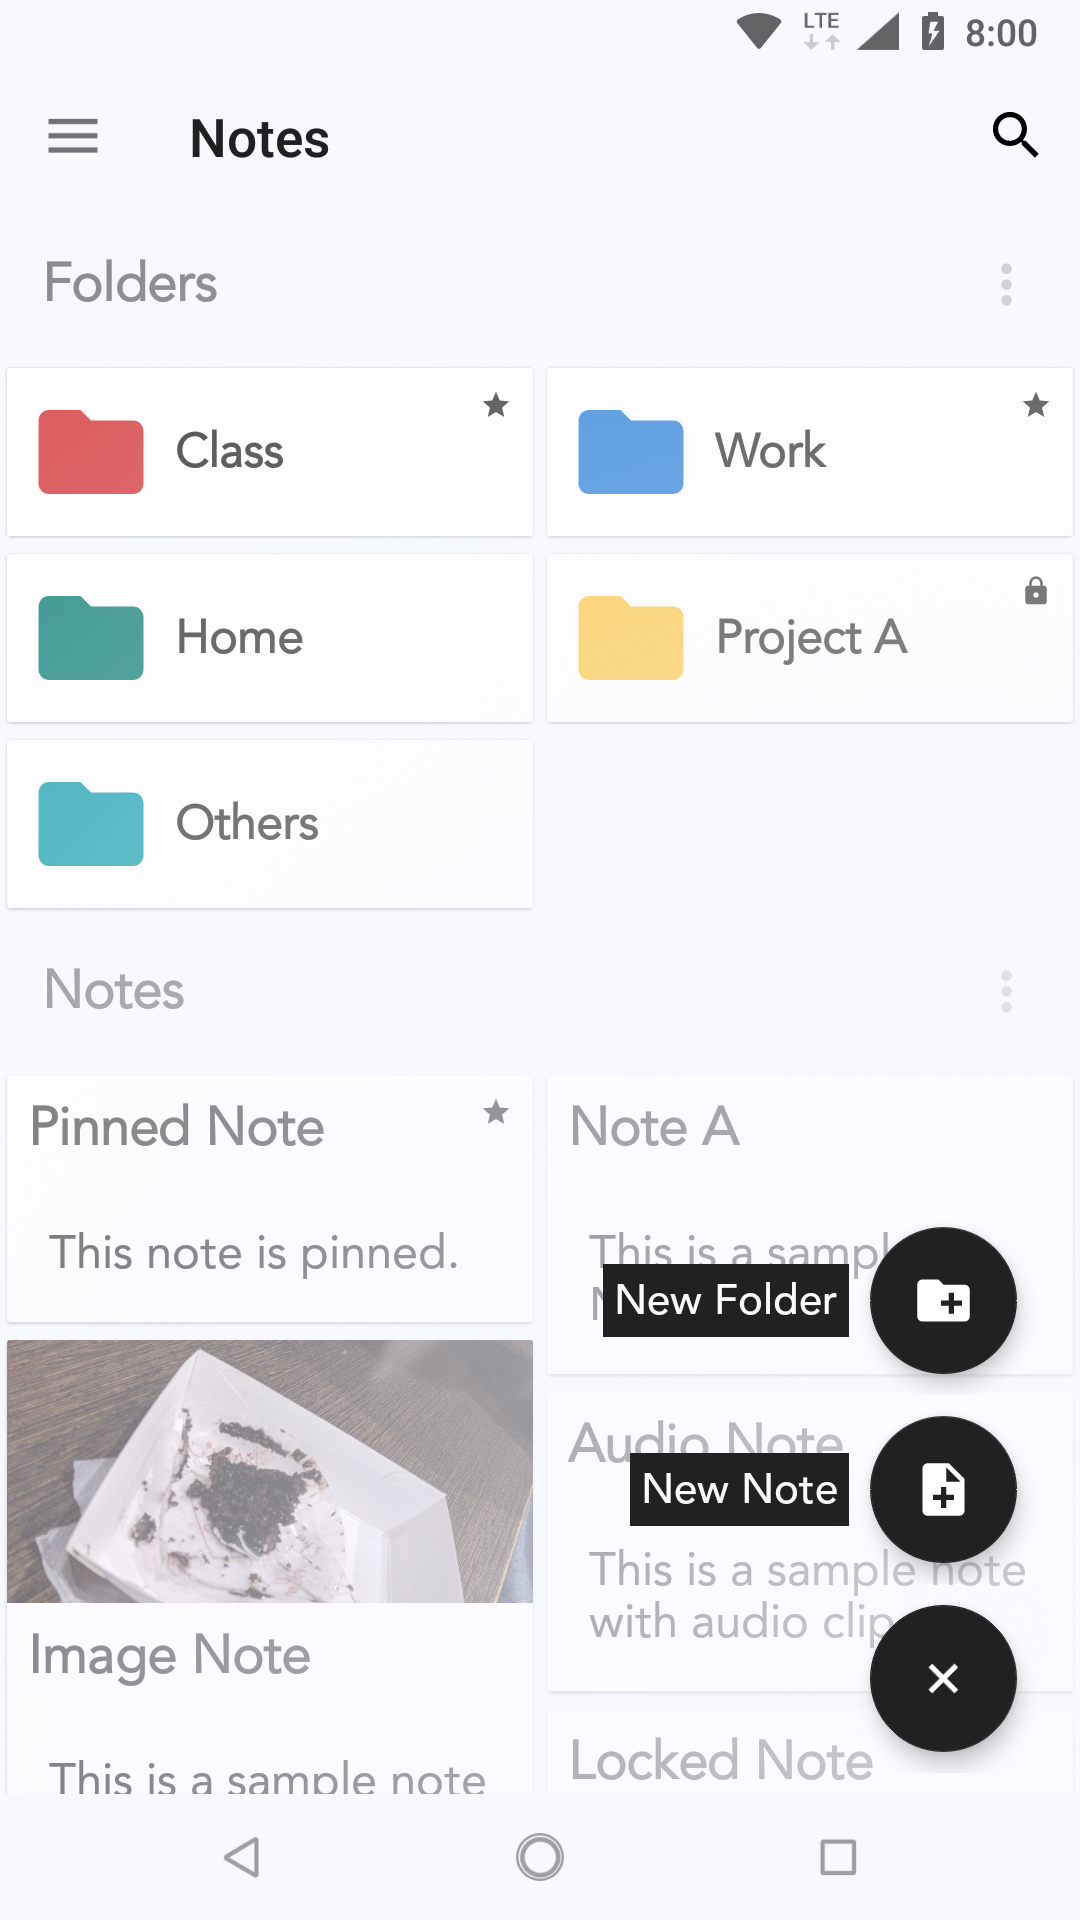 LTE
8:00
Notes
Folders
Class
Work
Home
Project A
Others
Notes
Pinned Note
This note is pinned.
Note A
This is a sampl
New Folder
Audio Note
New Note
This is a sample note
with audio clip
Image Note
This is a sample note
Locked Note